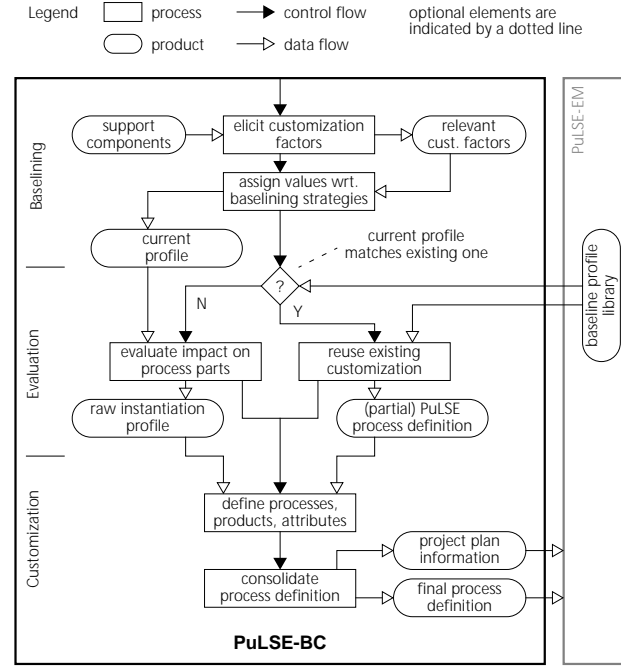 Legend
process
control flow
optional elements are
indicated by a dotted line
product
data flow
PuLSE-EM
Baselining
support
components
elicit customization
factors
relevant
cust. factors
assign values wrt.
baselining strategies
current
profile
current profile
matches existing one
?
N
Y
baseline profile
library
Evaluation
evaluate impact on
process parts
reuse existing
customization
raw instantiation
profile
(partial) PuLSE
process definition
Customization
define processes,
products, attributes
project plan
information
consolidate
process definition
final process
definition
PuLSE-BC